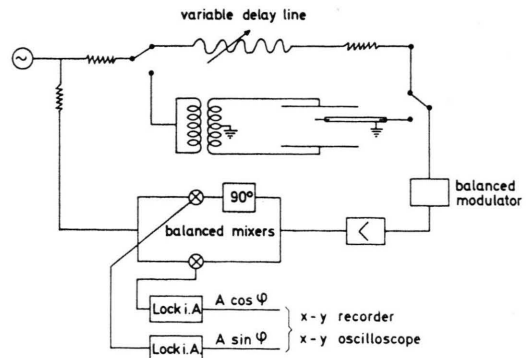 variable delay line
balanced
modulator
90°
balanced mixers
<
Lock i.A
A cos φ
x-y recorder
x-y oscilloscope
Lock i.A
A sin φ